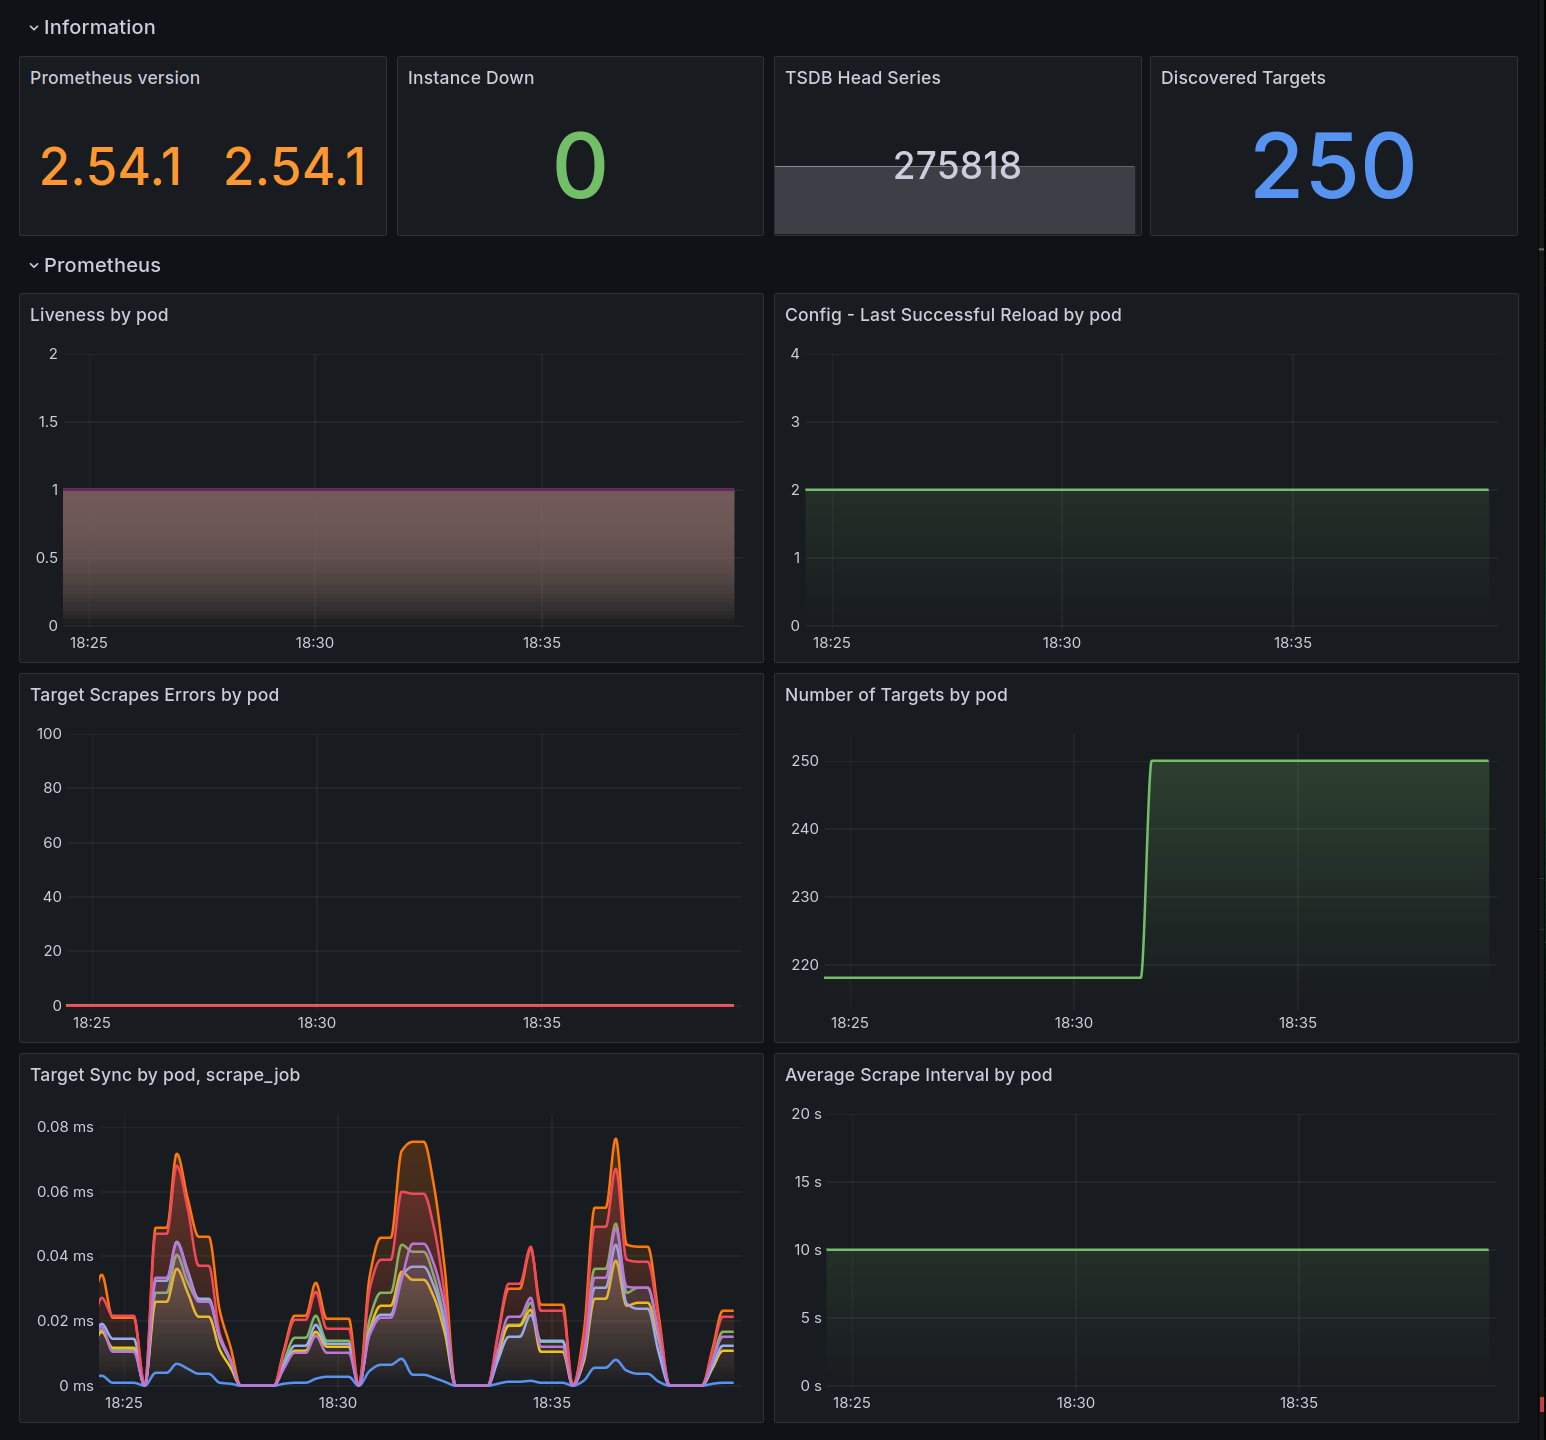 Information
Prometheus version
2.54.1 2.54.1
Instance Down
0
TSDB Head Series
275818
Discovered Targets
250
Prometheus
Liveness by pod
2
1.5
1
0.5
0
18:25 18:30 18:35
Config - Last Successful Reload by pod
4
3
2
1
0
18:25 18:30 18:35
Target Scrapes Errors by pod
100
80
60
40
20
0
18:25 18:30 18:35
Number of Targets by pod
250
240
230
220
18:25 18:30 18:35
Target Sync by pod, scrape_job
0.08 ms
0.06 ms
0.04 ms
0.02 ms
0 ms
18:25 18:30 18:35
Average Scrape Interval by pod
20 s
15 s
10 s
5 s
0 s
18:25 18:30 18:35